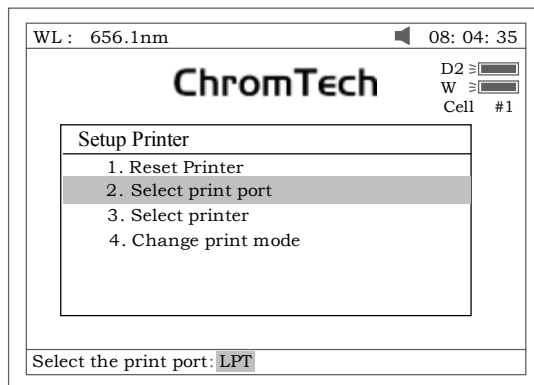 WL: 656.1nm 08: 04: 35
ChromTech
D2
W
Cell #1
Setup Printer
1. Reset Printer
2. Select print port
3. Select printer
4. Change print mode
Select the print port: LPT